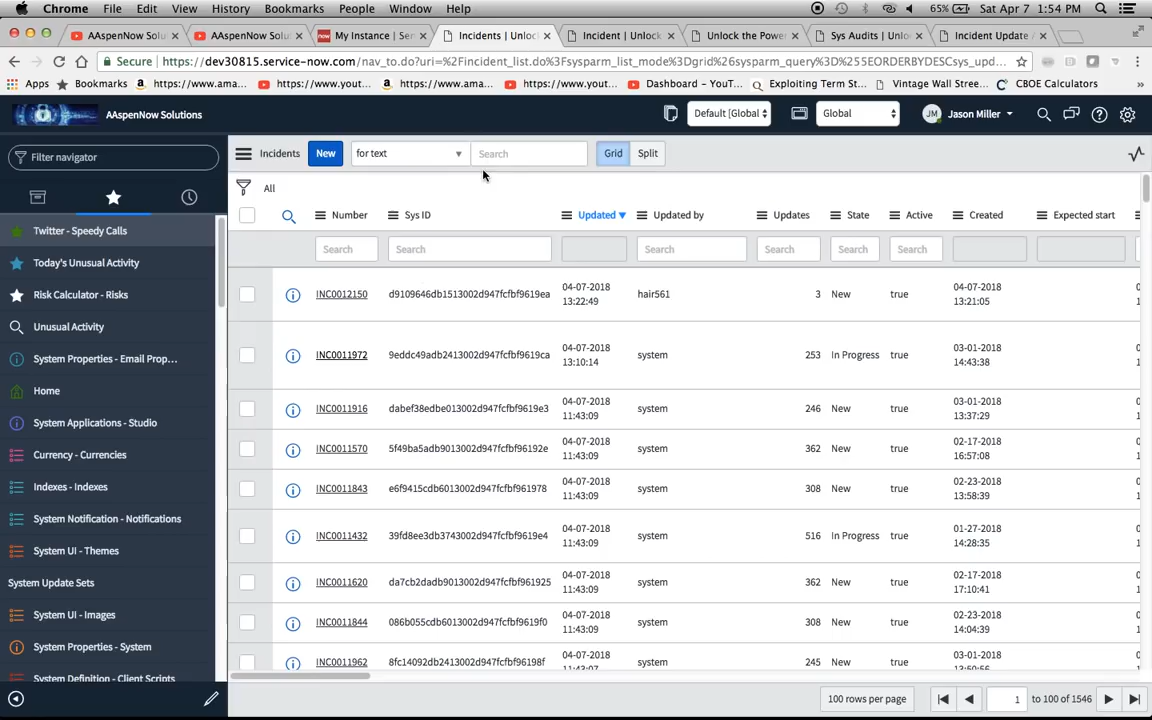 Chrome File Edit View History Bookmarks People Window Help 65% Sat Apr 7 1:54 PM
AAspenNow Solu AAspenNow Solu My Instance | Ser Incidents | Unloc Incident | Unlock Unlock the Power Sys Audits | Unlo Incident Update
Secure https://dev30815.service-now.com/nav_to.do?uri=%2Fincident_list.do%3Fsysparm_list_mode%3Dgrid%26sysparm_query%3D%255EORDERBYDESCsys_upd...
Apps Bookmarks https://www.ama... https://www.yout... https://www.ama... https://www.yout... Dashboard - YouT... Exploiting Term St... Vintage Wall Stree... CBOE Calculators »
AAspenNow Solutions Default [Global] Global JM Jason Miller
Filter navigator
Incidents New for text Search Grid Split
All
Number Sys ID Updated Updated by Updates State Active Created Expected start
Search Search Search Search Search Search
Twitter - Speedy Calls
Today's Unusual Activity
Risk Calculator - Risks
Unusual Activity
System Properties - Email Prop...
Home
System Applications - Studio
Currency - Currencies
Indexes - Indexes
System Notification - Notifications
System UI - Themes
System Update Sets
System UI - Images
System Properties - System
System Definition - Client Scripts
INC0012150 d9109646db1513002d947fcfbf9619ea 04-07-2018 13:22:49 hair561 3 New true 04-07-2018 13:21:05
INC0011972 9eddc49adb2413002d947fcfbf9619ca 04-07-2018 13:10:14 system 253 In Progress true 03-01-2018 14:43:38
INC0011916 dabef38edbe013002d947fcfbf9619e3 04-07-2018 11:43:09 system 246 New true 03-01-2018 13:37:29
INC0011570 5f49ba5adb9013002d947fcfbf96192e 04-07-2018 11:43:09 system 362 New true 02-17-2018 16:57:08
INC0011843 e6f9415cdb6013002d947fcfbf961978 04-07-2018 11:43:09 system 308 New true 02-23-2018 13:58:39
INC0011432 39fd8ee3db3743002d947fcfbf9619e4 04-07-2018 11:43:09 system 516 In Progress true 01-27-2018 14:28:35
INC0011620 da7cb2dadb9013002d947fcfbf961925 04-07-2018 11:43:09 system 362 New true 02-17-2018 17:10:41
INC0011844 086b055cdb6013002d947fcfbf9619f0 04-07-2018 11:43:09 system 308 New true 02-23-2018 14:04:39
INC0011962 8fc14092db2413002d947fcfbf96198f 04-07-2018 11:43:07 system 245 New true 03-01-2018
100 rows per page 1 to 100 of 1546